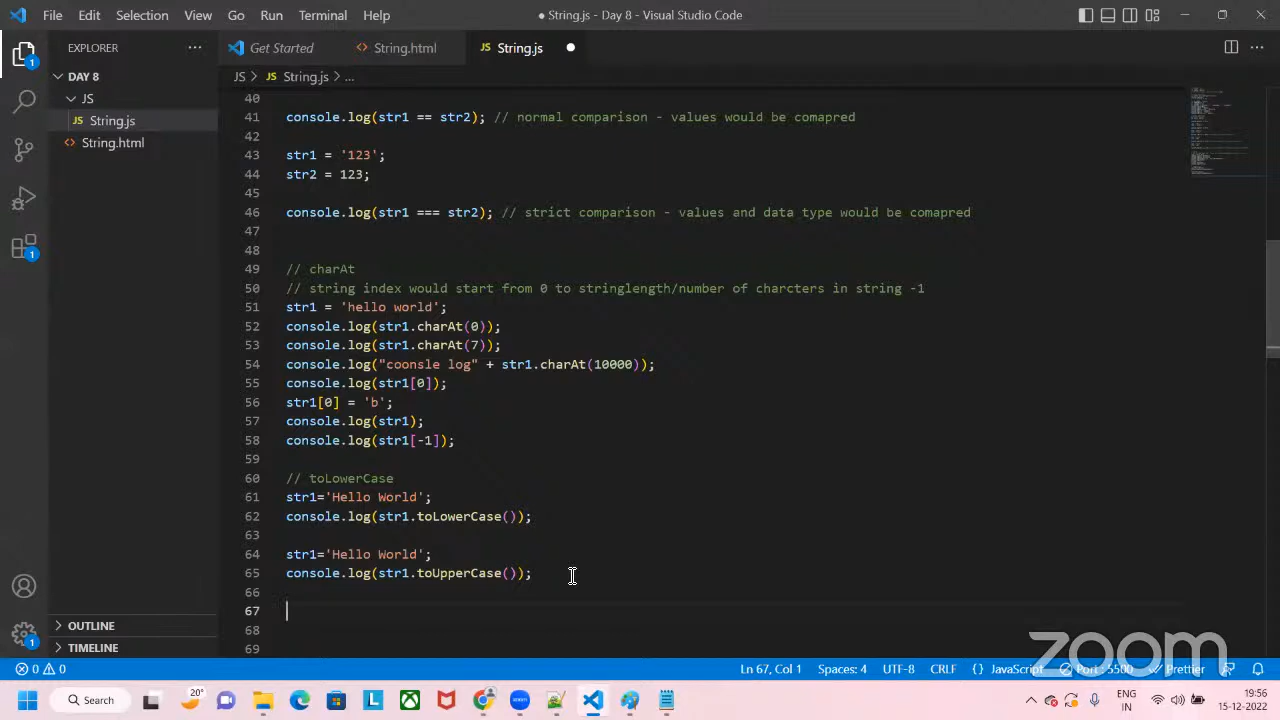 File Edit Selection View Go Run Terminal Help
● String.js - Day 8 - Visual Studio Code
EXPLORER
Get Started
String.html
JS String.js
DAY 8
JS
JS String.js
String.html
JS > JS String.js > ...
40
41 console.log(str1 == str2); // normal comparison - values would be comapred
42
43 str1 = '123';
44 str2 = 123;
45
46 console.log(str1 === str2); // strict comparison - values and data type would be comapred
47
48
49 // charAt
50 // string index would start from 0 to stringlength/number of charcters in string -1
51 str1 = 'hello world';
52 console.log(str1.charAt(0));
53 console.log(str1.charAt(7));
54 console.log("coonsle log" + str1.charAt(10000));
55 console.log(str1[0]);
56 str1[0] = 'b';
57 console.log(str1);
58 console.log(str1[-1]);
59
60 // toLowerCase
61 str1='Hello World';
62 console.log(str1.toLowerCase());
63
64 str1='Hello World';
65 console.log(str1.toUpperCase());
66
67
68
69
OUTLINE
TIMELINE
1
1
1
zoom
0 0
Ln 67, Col 1 Spaces: 4 UTF-8 CRLF {} JavaScript Port : 5500 Prettier
Search
20°
ENG
IN
19:56
15-12-2022